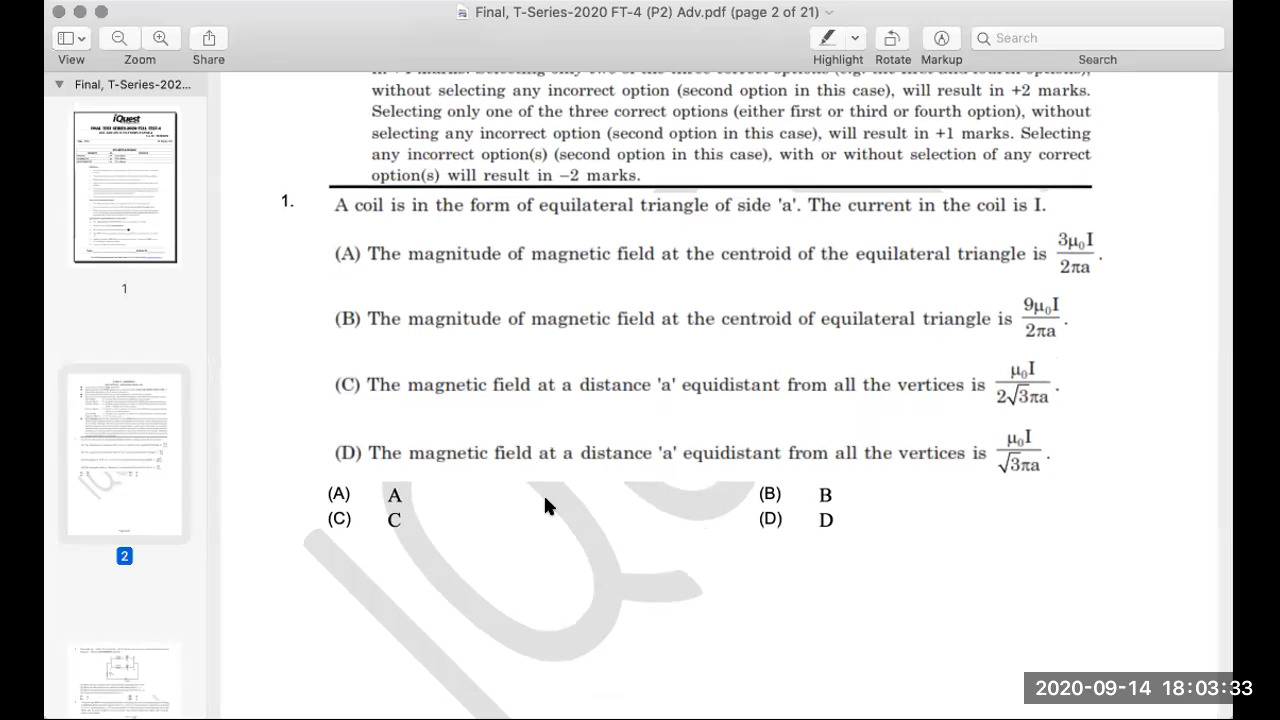 Final, T-Series-2020 FT-4 (P2) Adv.pdf (page 2 of 21)
Search
View
Zoom
Share
Highlight
Rotate
Markup
Search
Final, T-Series-202...
iQuest
1
2
without selecting any incorrect option (second option in this case), will result in +2 marks.
Selecting only one of the three correct options (either first or third or fourth option), without
selecting any incorrect option (second option in this case), will result in +1 marks. Selecting
any incorrect option(s) (second option in this case), with or without selection of any correct
option(s) will result in −2 marks.
1. A coil is in the form of equilateral triangle of side 'a'. The current in the coil is I.
(A) The magnitude of magnetic field at the centroid of the equilateral triangle is 3μ₀I/2πa.
(B) The magnitude of magnetic field at the centroid of equilateral triangle is 9μ₀I/2πa.
(C) The magnetic field at a distance 'a' equidistant from all the vertices is μ₀I/2√3πa.
(D) The magnetic field at a distance 'a' equidistant from all the vertices is μ₀I/√3πa.
(A) A (B) B
(C) C (D) D
2020-09-14 18:03:33